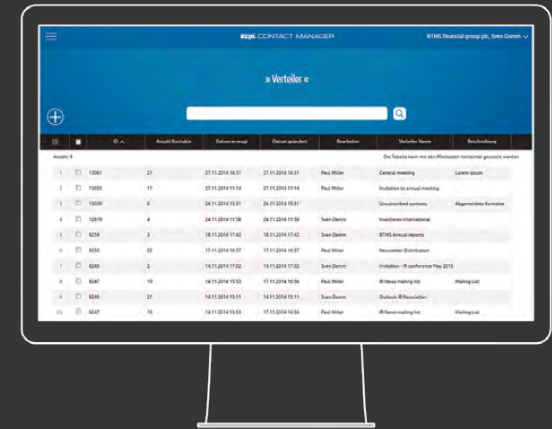 EQS CONTACT MANAGER
BTMS financial group plc, Sven Damm
» Verteiler «
ID Anzahl Kontakte Datum erzeugt Datum geändert Bearbeiter Verteiler Name Beschreibung
Anzahl: 9 Die Tabelle kann mit den Pfeiltasten horizontal gescrollt werden
1 13061 21 27.11.2014 16:31 27.11.2014 16:31 Paul Miller General meeting Lorem ipsum
2 13055 17 27.11.2014 11:14 27.11.2014 11:14 Paul Miller Invitation to annual meeting
3 13039 0 24.11.2014 15:51 24.11.2014 15:51 Unsubscribed contacts Abgemeldete Kontakte
4 12819 4 24.11.2014 11:58 24.11.2014 11:58 Sven Damm Investoren International
5 8259 3 18.11.2014 17:42 18.11.2014 17:42 Sven Damm BTMS Annual reports
6 8250 25 17.11.2014 16:57 17.11.2014 16:57 Paul Miller Newsletter Distribution
7 8249 2 14.11.2014 17:02 14.11.2014 17:02 Sven Damm Invitation - IR conference May 2015
8 8247 10 14.11.2014 15:53 17.11.2014 16:56 Paul Miller IR News mailing list Mailing List
9 8246 21 14.11.2014 15:11 14.11.2014 15:11 Sven Damm Outlook IR Newsletter
10 8247 10 14.11.2014 15:53 17.11.2014 16:56 Paul Miller IR News mailing list Mailing List